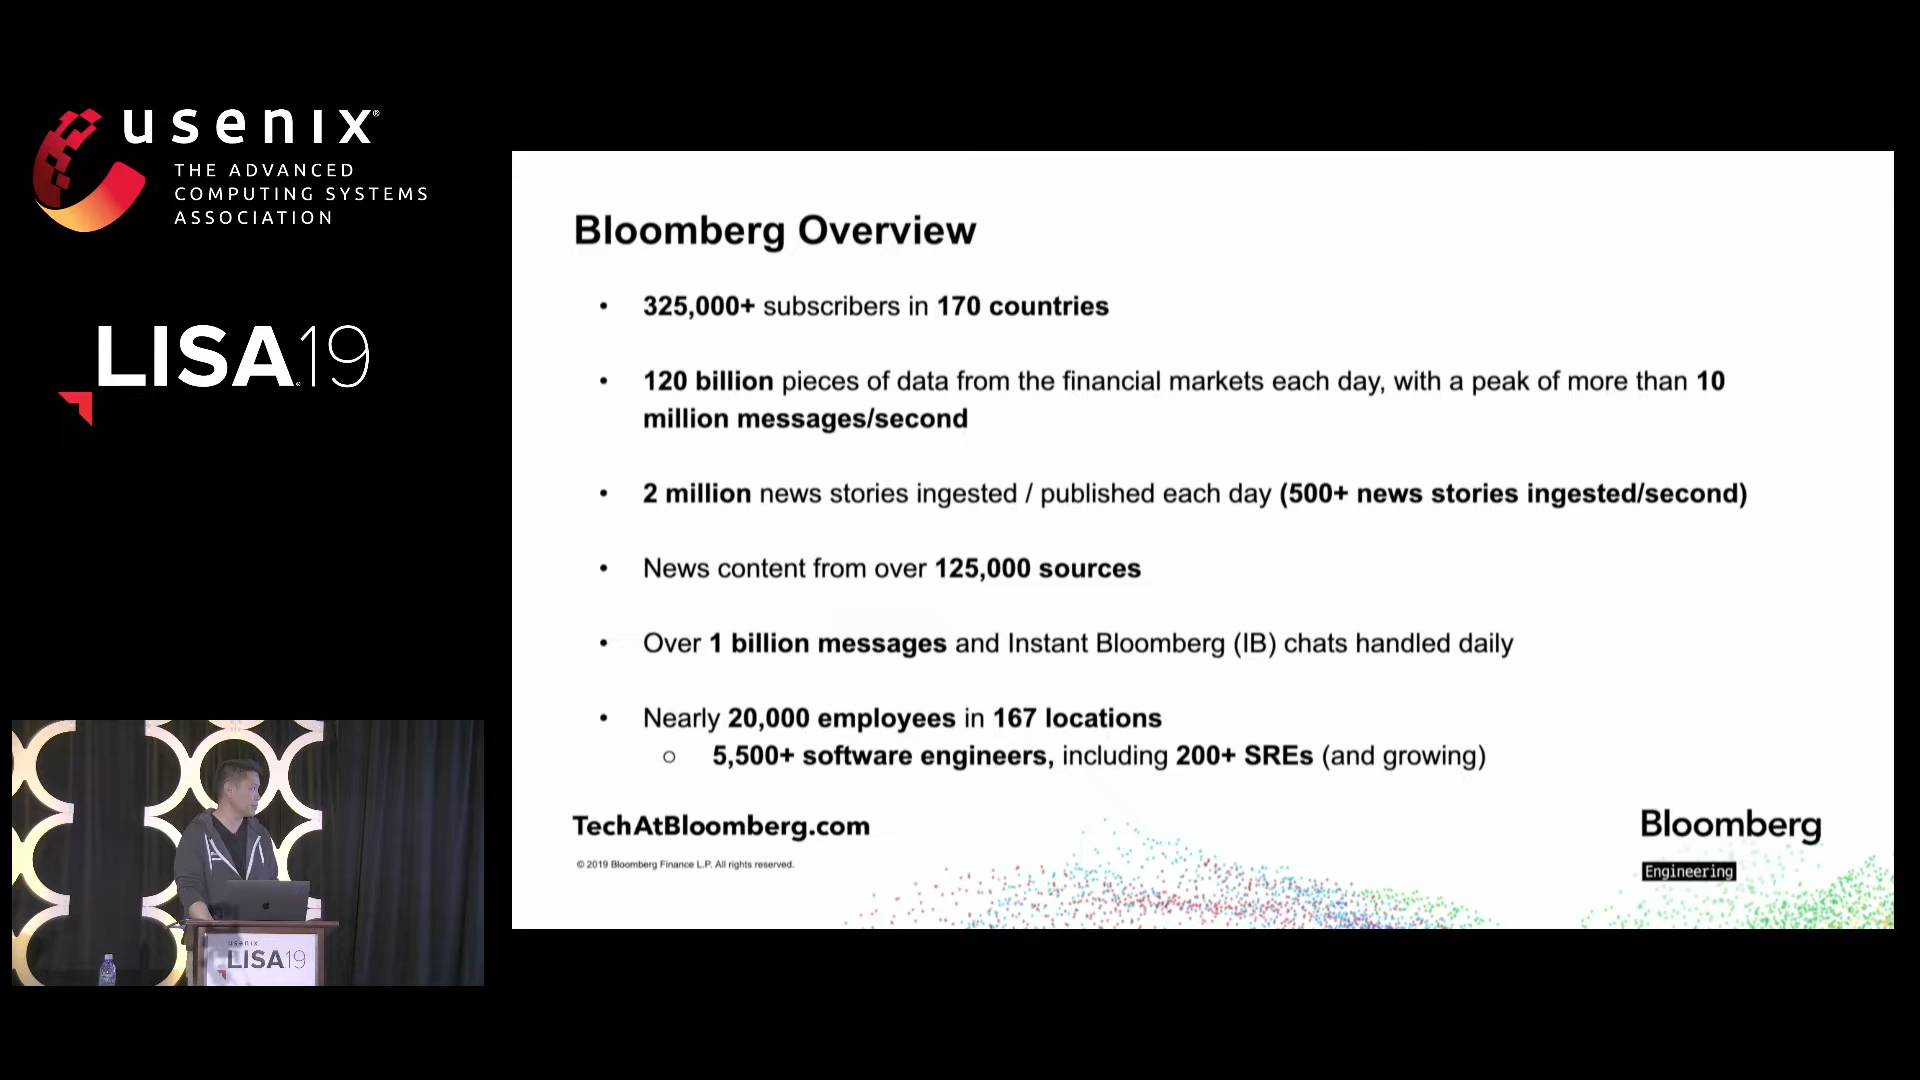 usenix®
THE ADVANCED
COMPUTING SYSTEMS
ASSOCIATION
LISA19
Bloomberg Overview
• 325,000+ subscribers in 170 countries
• 120 billion pieces of data from the financial markets each day, with a peak of more than 10
million messages/second
• 2 million news stories ingested / published each day (500+ news stories ingested/second)
• News content from over 125,000 sources
• Over 1 billion messages and Instant Bloomberg (IB) chats handled daily
• Nearly 20,000 employees in 167 locations
○ 5,500+ software engineers, including 200+ SREs (and growing)
TechAtBloomberg.com
© 2019 Bloomberg Finance L.P. All rights reserved.
Bloomberg
Engineering
usenix
LISA19